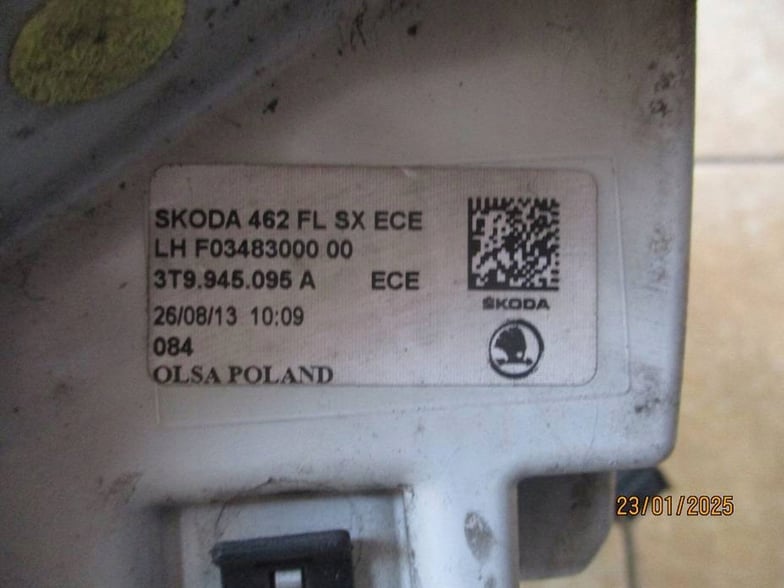 SKODA 462 FL SX ECE
LH F03483000 00
3T9.945.095 A ECE
ŠKODA
26/08/13 10:09
084
OLSA POLAND
23/01/2025